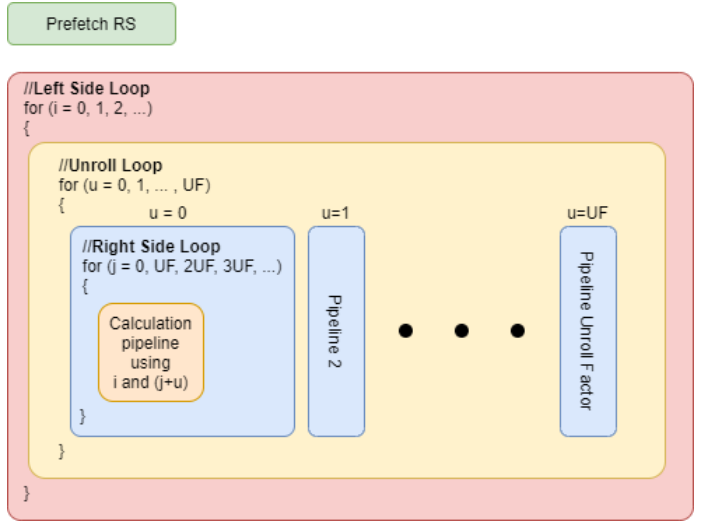 Prefetch RS
//Left Side Loop
for (i = 0, 1, 2, ...)
{
//Unroll Loop
for (u = 0, 1, ... , UF)
{
u = 0
u=1
u=UF
//Right Side Loop
for (j = 0, UF, 2UF, 3UF, ...)
{
Calculation
pipeline
using
i and (j+u)
}
Pipeline 2
Pipeline Unroll Factor
}
}